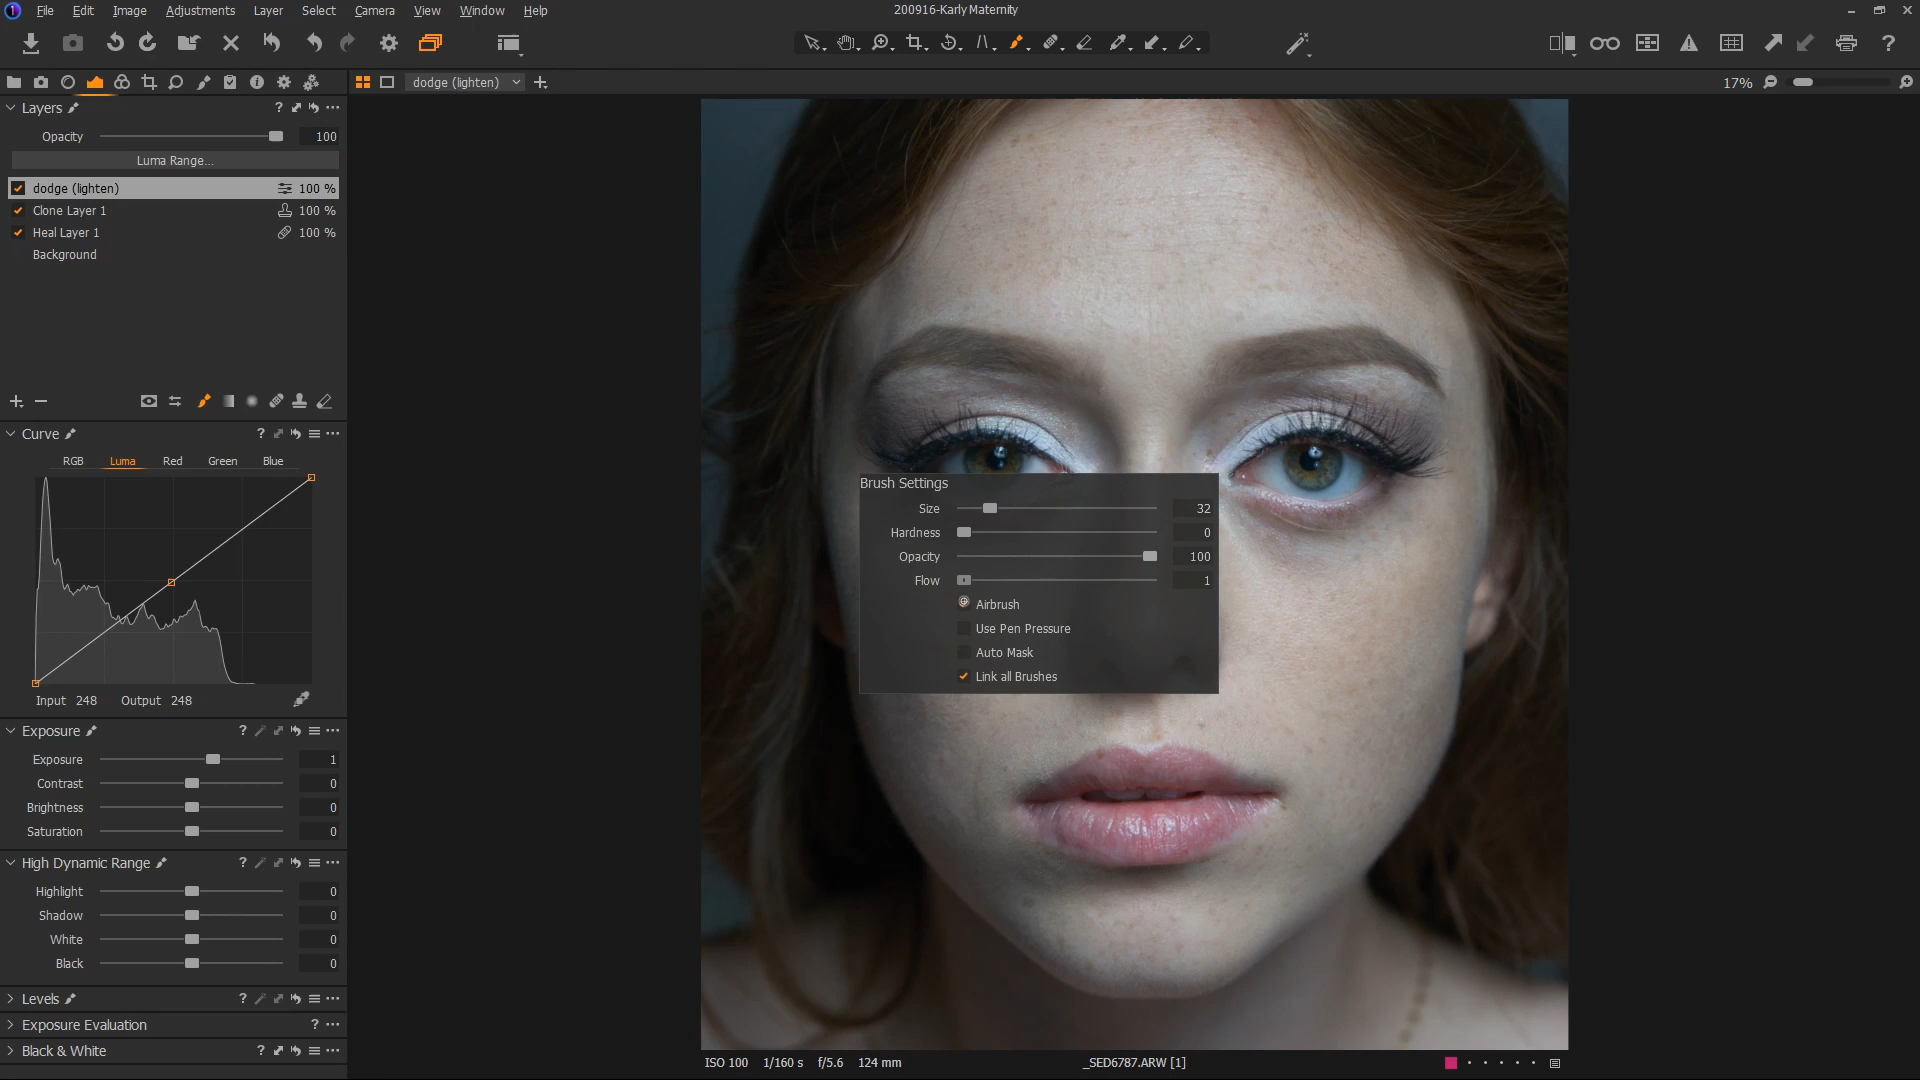 File Edit Image Adjustments Layer Select Camera View Window Help
200916-Karly Maternity
dodge (lighten)
17%
Layers
Opacity 100
Luma Range...
dodge (lighten) 100 %
Clone Layer 1 100 %
Heal Layer 1 100 %
Background
Curve
RGB Luma Red Green Blue
Input 248 Output 248
Exposure
Exposure 1
Contrast 0
Brightness 0
Saturation 0
High Dynamic Range
Highlight 0
Shadow 0
White 0
Black 0
Levels
Exposure Evaluation
Black & White
Brush Settings
Size 32
Hardness 0
Opacity 100
Flow 1
Airbrush
Use Pen Pressure
Auto Mask
Link all Brushes
ISO 100 1/160 s f/5.6 124 mm
_SED6787.ARW [1]